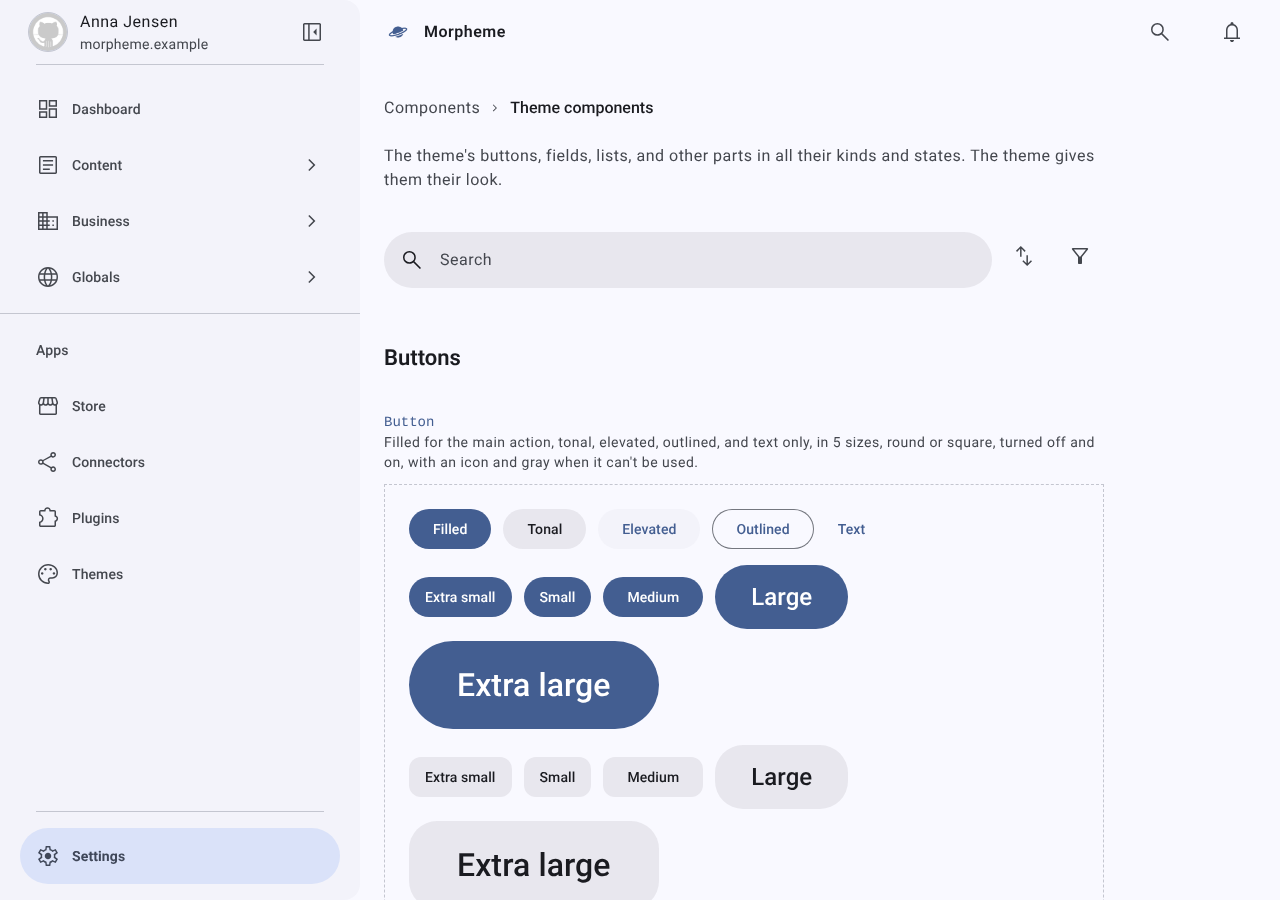 Anna Jensen
morpheme.example
Dashboard
Content
Business
Globals
Apps
Store
Connectors
Plugins
Themes
Settings
Morpheme
Components › Theme components
The theme's buttons, fields, lists, and other parts in all their kinds and states. The theme gives
them their look.
Search
Buttons
Button
Filled for the main action, tonal, elevated, outlined, and text only, in 5 sizes, round or square, turned off and
on, with an icon and gray when it can't be used.
Filled Tonal Elevated Outlined Text
Extra small Small Medium Large
Extra large
Extra small Small Medium Large
Extra large